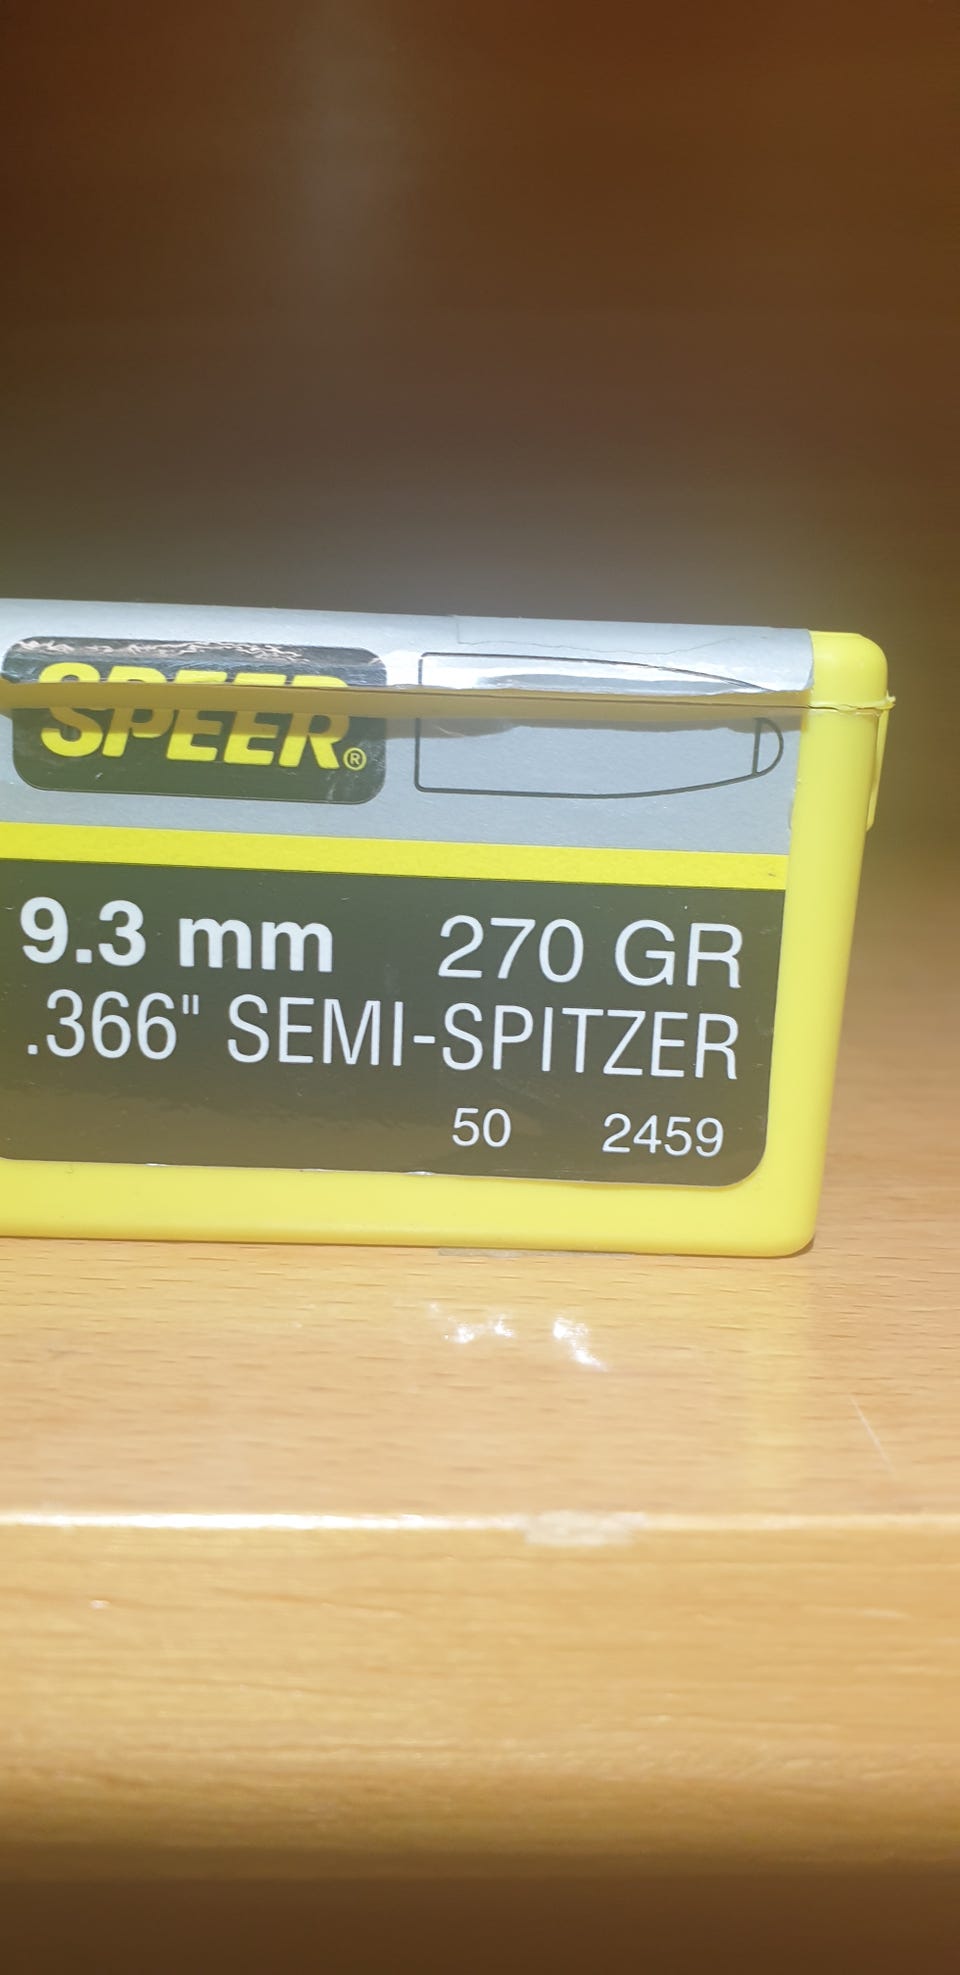 SPEER®
9.3 mm 270 GR
.366" SEMI-SPITZER
50 2459